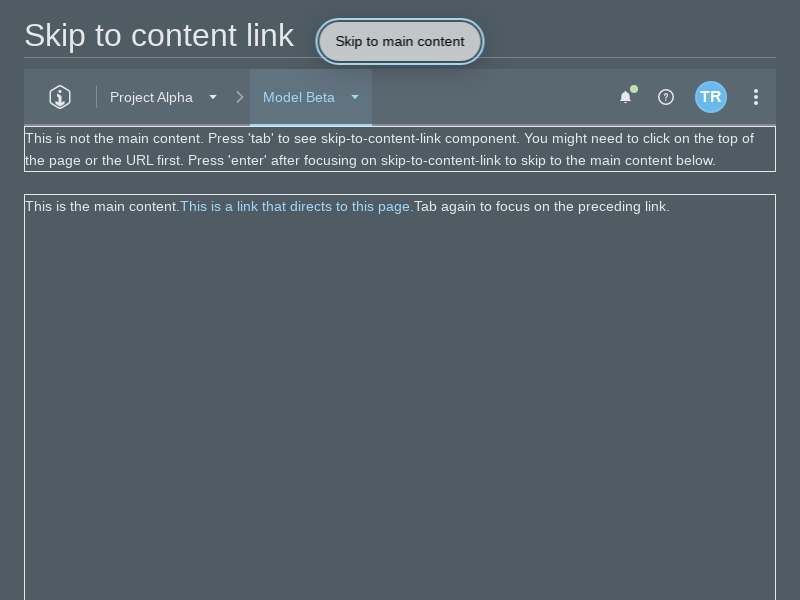 Skip to content link
Skip to main content
Project Alpha
Model Beta
TR
This is not the main content. Press 'tab' to see skip-to-content-link component. You might need to click on the top of
the page or the URL first. Press 'enter' after focusing on skip-to-content-link to skip to the main content below.
This is the main content.This is a link that directs to this page.Tab again to focus on the preceding link.